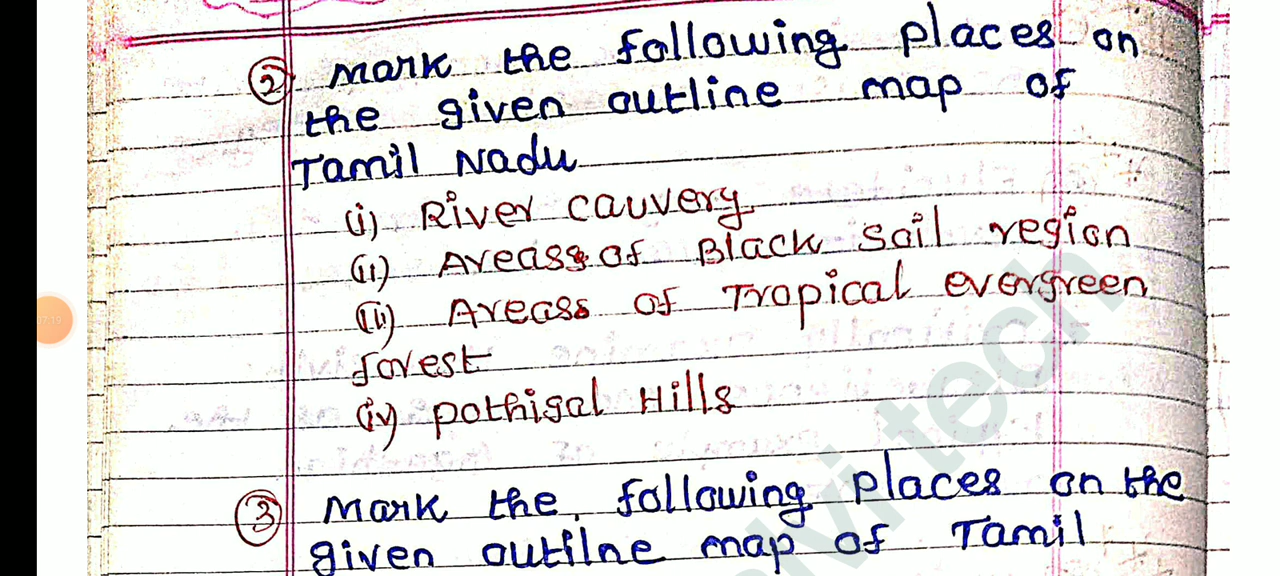 ② Mark the following places on
the given outline map of
Tamil Nadu
(i) River cauvery
(ii) Areass of Black Soil region
(iii) Areass of Tropical evergreen
forest
(iv) pothigal Hills
③ Mark the following places on the
given outilne map of Tamil
07:19